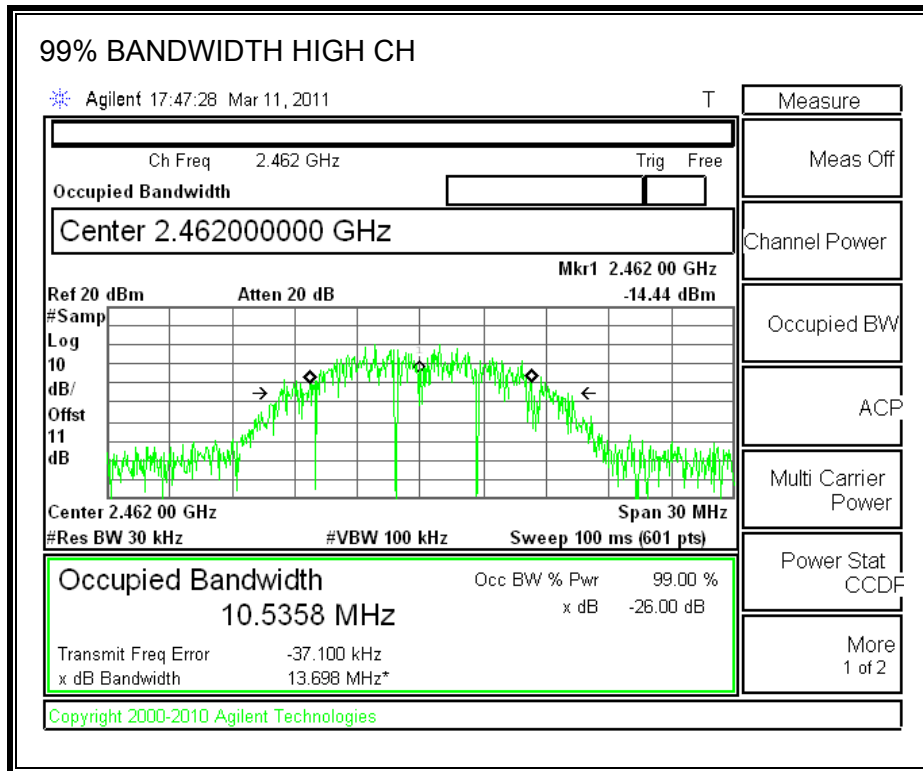 99% BANDWIDTH HIGH CH
Agilent 17:47:28 Mar 11, 2011 T
Measure
Ch Freq 2.462 GHz Trig Free
Meas Off
Occupied Bandwidth
Center 2.462000000 GHz
Channel Power
Mkr1 2.462 00 GHz
Ref 20 dBm Atten 20 dB -14.44 dBm
#Samp
Log
10
dB/
Offst
11
dB
Occupied BW
ACP
Multi Carrier
Power
Center 2.462 00 GHz Span 30 MHz
#Res BW 30 kHz #VBW 100 kHz Sweep 100 ms (601 pts)
Occupied Bandwidth Occ BW % Pwr 99.00 %
10.5358 MHz x dB -26.00 dB
Power Stat
CCDF
Transmit Freq Error -37.100 kHz
x dB Bandwidth 13.698 MHz*
More
1 of 2
Copyright 2000-2010 Agilent Technologies